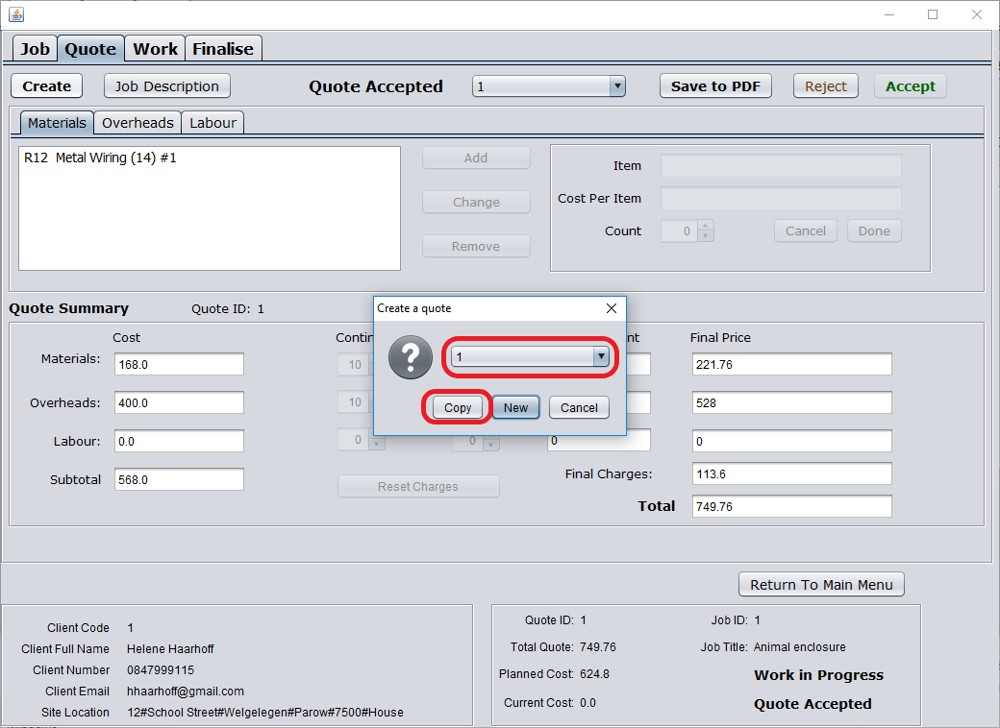 Job Quote Work Finalise
Create Job Description Quote Accepted 1 Save to PDF Reject Accept
Materials Overheads Labour
R12 Metal Wiring (14) #1
Add
Change
Remove
Item
Cost Per Item
Count 0 Cancel Done
Quote Summary Quote ID: 1
Create a quote
1
Copy New Cancel
Cost Contin nt Final Price
Materials: 168.0 10 221.76
Overheads: 400.0 10 528
Labour: 0.0 0 0 0 0
Subtotal 568.0 Reset Charges Final Charges: 113.6
Total 749.76
Return To Main Menu
Client Code 1
Client Full Name Helene Haarhoff
Client Number 0847999115
Client Email hhaarhoff@gmail.com
Site Location 12#School Street#Welgelegen#Parow#7500#House
Quote ID: 1 Job ID: 1
Total Quote: 749.76 Job Title: Animal enclosure
Planned Cost: 624.8 Work in Progress
Current Cost: 0.0 Quote Accepted